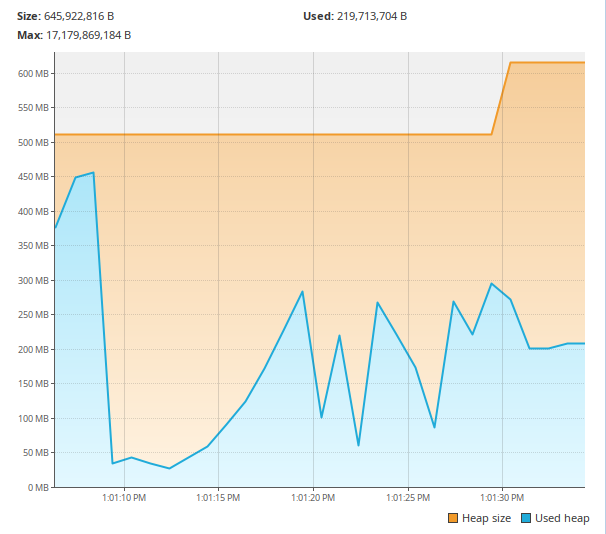 Size: 645,922,816 B Used: 219,713,704 B
Max: 17,179,869,184 B
600 MB
550 MB
500 MB
450 MB
400 MB
350 MB
300 MB
250 MB
200 MB
150 MB
100 MB
50 MB
0 MB
1:01:10 PM 1:01:15 PM 1:01:20 PM 1:01:25 PM 1:01:30 PM
Heap size Used heap